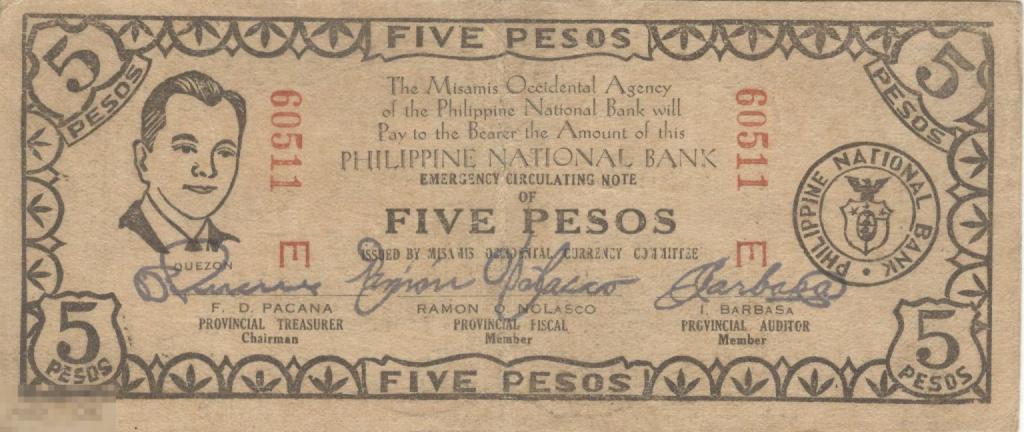 FIVE PESOS
5
PESOS
5
PESOS
The Misamis Occidental Agency
of the Philippine National Bank will
Pay to the Bearer the Amount of this
PHILIPPINE NATIONAL BANK
EMERGENCY CIRCULATING NOTE
OF
FIVE PESOS
ISSUED BY MISAMIS OCCIDENTAL CURRENCY COMMITTEE
60511 E
60511 E
PHILIPPINE NATIONAL BANK
QUEZON
Ramón O Nolasco
Barbasa
F. D. PACANA
PROVINCIAL TREASURER
Chairman
RAMON O NOLASCO
PROVINCIAL FISCAL
Member
I. BARBASA
PROVINCIAL AUDITOR
Member
5
PESOS
FIVE PESOS
5
PESOS